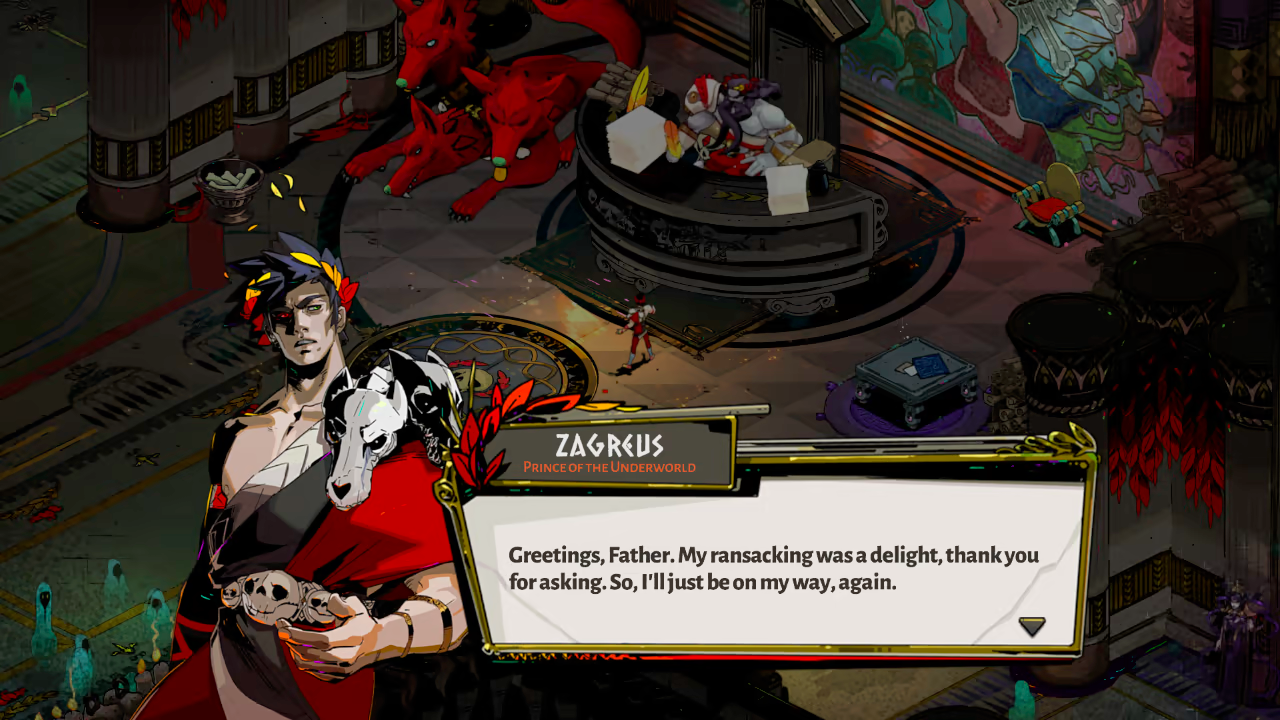 ZAGREUS
PRINCE OF THE UNDERWORLD
Greetings, Father. My ransacking was a delight, thank you
for asking. So, I'll just be on my way, again.